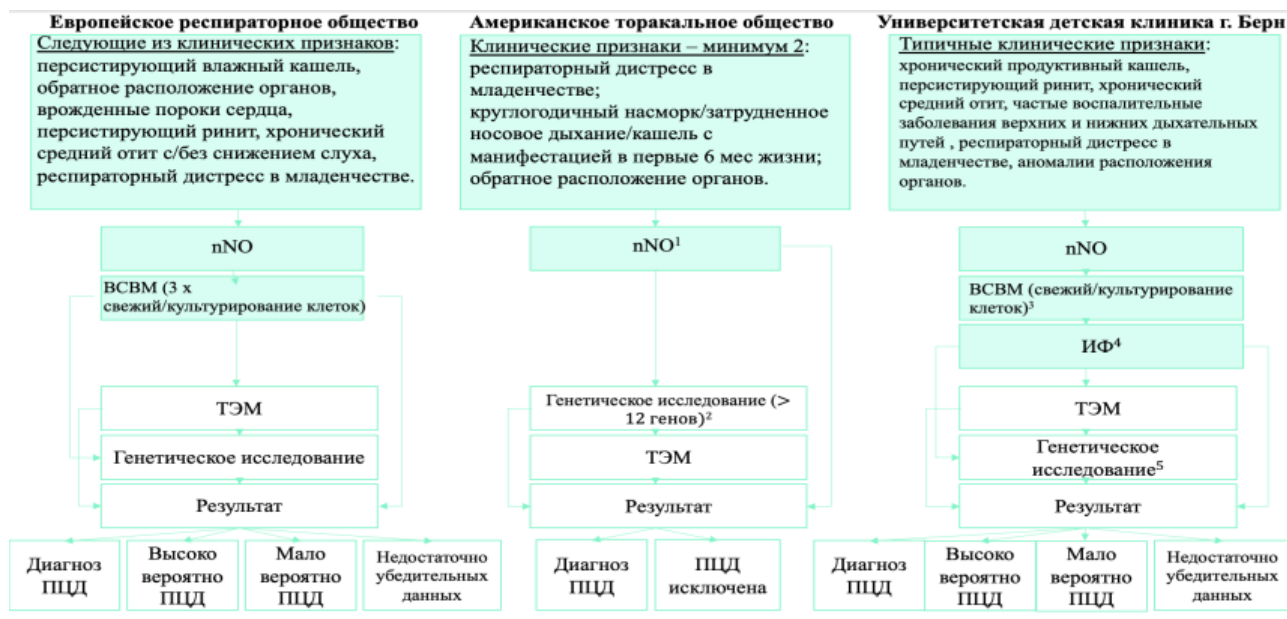 Европейское респираторное общество
Следующие из клинических признаков:
персистирующий влажный кашель,
обратное расположение органов,
врожденные пороки сердца,
персистирующий ринит, хронический
средний отит с/без снижением слуха,
респираторный дистресс в младенчестве.
nNO
ВСВМ (3 х
свежий/культурирование клеток)
ТЭМ
Генетическое исследование
Результат
Диагноз
ПЦД
Высоко
вероятно
ПЦД
Мало
вероятно
ПЦД
Недостаточно
убедительных
данных
Американское торакальное общество
Клинические признаки – минимум 2:
респираторный дистресс в
младенчестве;
круглогодичный насморк/затрудненное
носовое дыхание/кашель с
манифестацией в первые 6 мес жизни;
обратное расположение органов.
nNO¹
Генетическое исследование (>
12 генов)²
ТЭМ
Результат
Диагноз
ПЦД
ПЦД
исключена
Университетская детская клиника г. Берн
Типичные клинические признаки:
хронический продуктивный кашель,
персистирующий ринит, хронический
средний отит, частые воспалительные
заболевания верхних и нижних дыхательных
путей , респираторный дистресс в
младенчестве, аномалии расположения
органов.
nNO
ВСВМ (свежий/культурирование
клеток)³
ИФ⁴
ТЭМ
Генетическое
исследование⁵
Результат
Диагноз
ПЦД
Высоко
вероятно
ПЦД
Мало
вероятно
ПЦД
Недостаточно
убедительных
данных